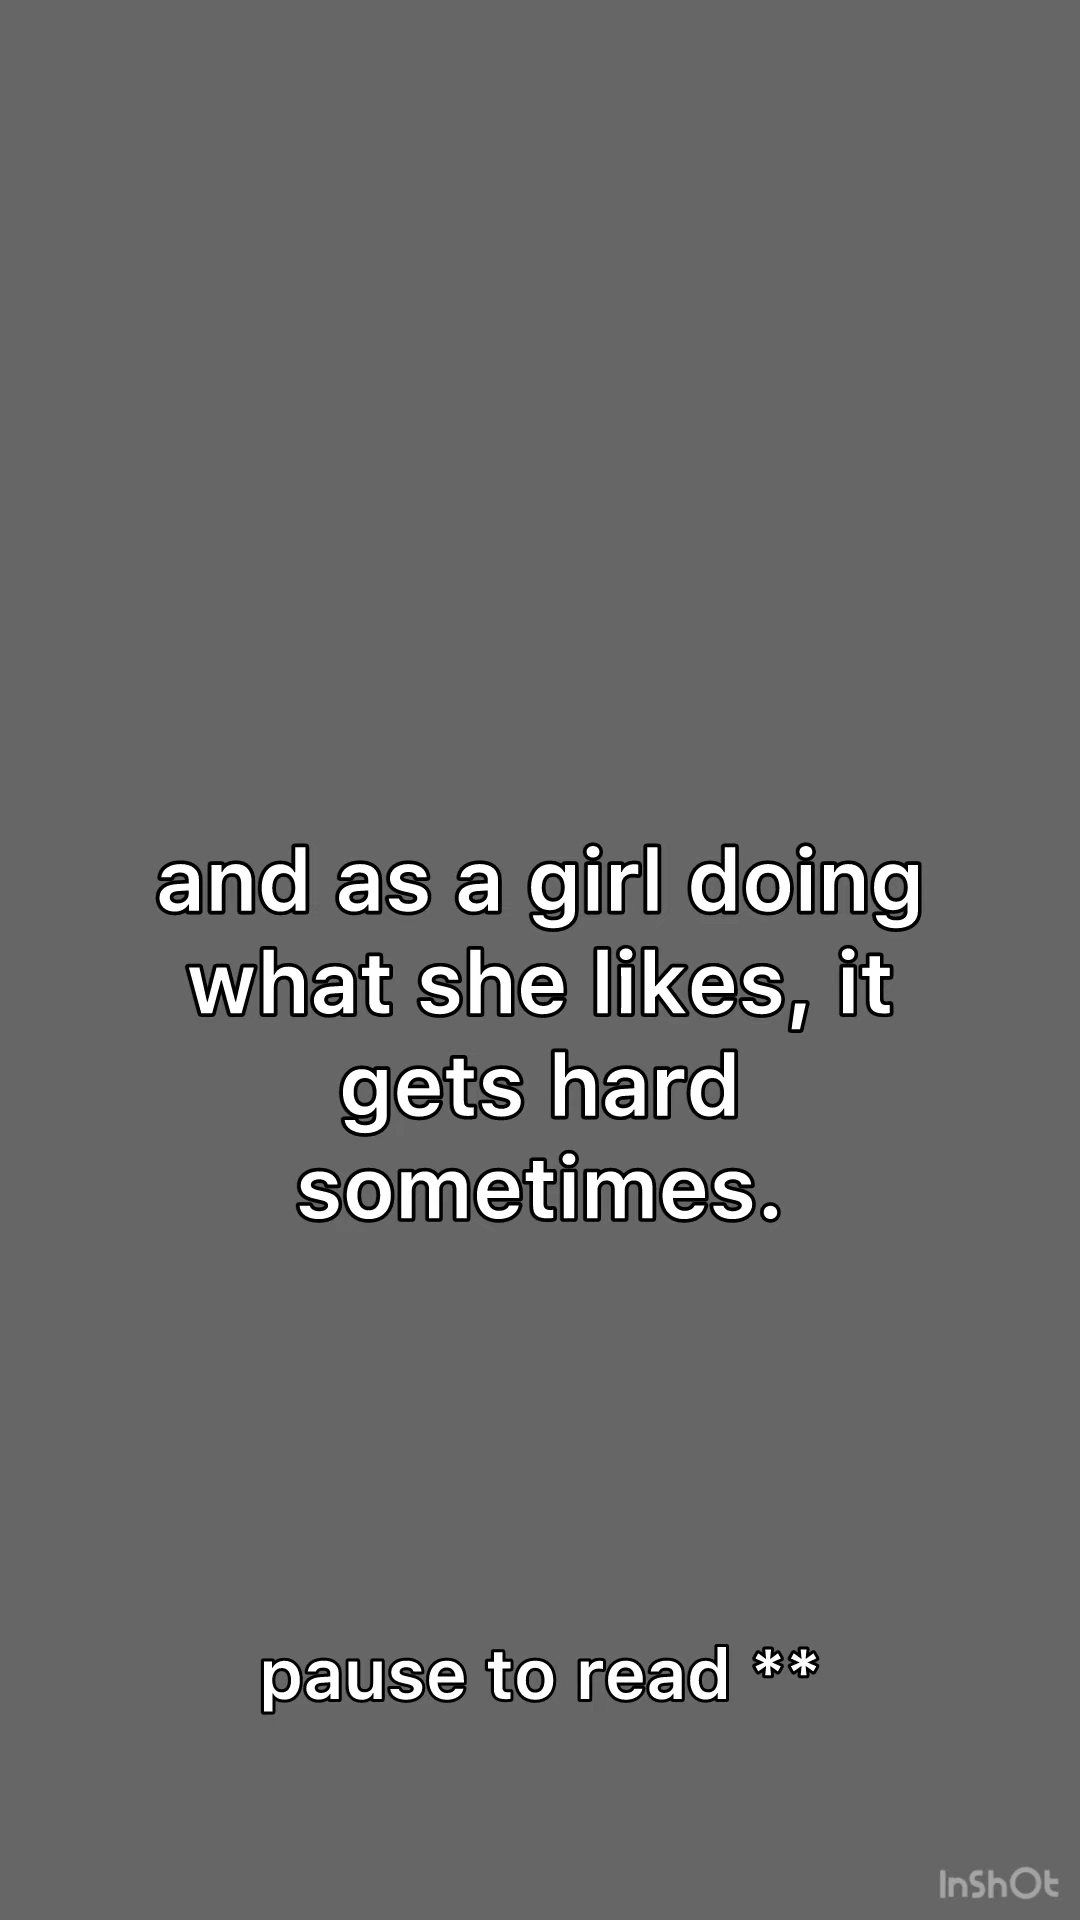 and as a girl doing
what she likes, it
gets hard
sometimes.
pause to read **
InShOt